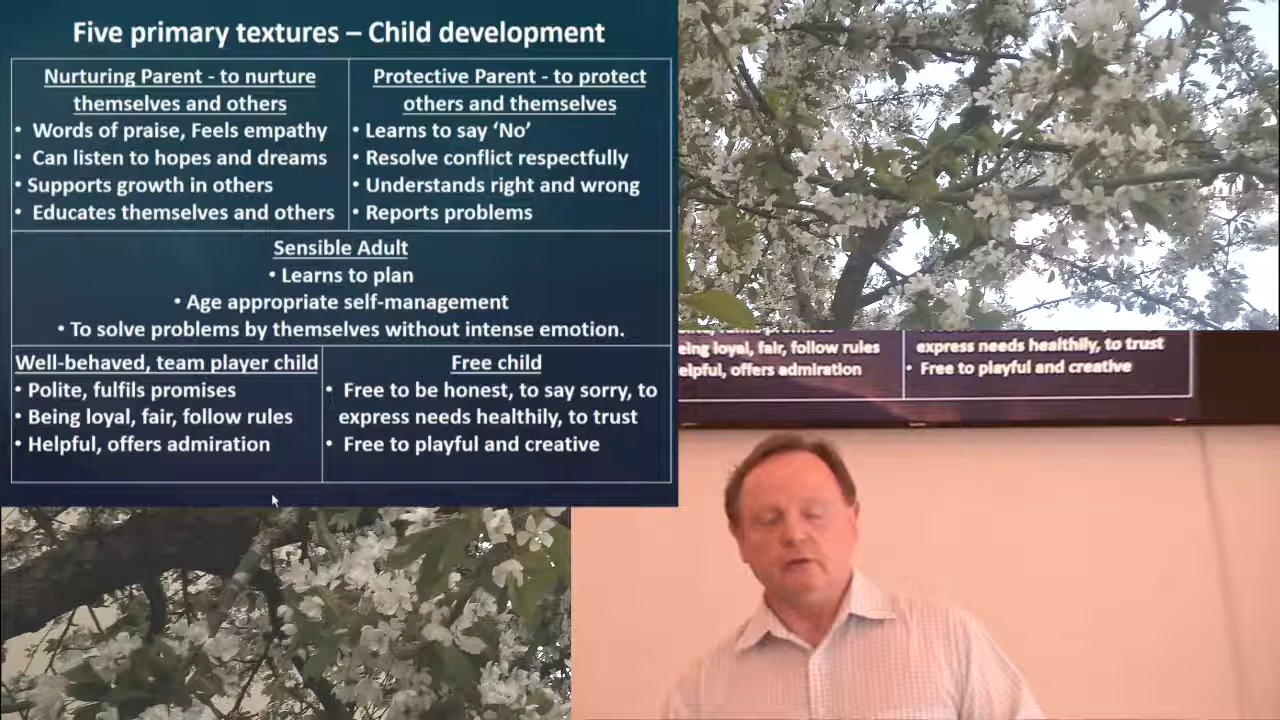 Five primary textures – Child development
Nurturing Parent - to nurture
themselves and others
• Words of praise, Feels empathy
• Can listen to hopes and dreams
• Supports growth in others
• Educates themselves and others
Protective Parent - to protect
others and themselves
• Learns to say ‘No’
• Resolve conflict respectfully
• Understands right and wrong
• Reports problems
Sensible Adult
• Learns to plan
• Age appropriate self-management
• To solve problems by themselves without intense emotion.
Well-behaved, team player child
• Polite, fulfils promises
• Being loyal, fair, follow rules
• Helpful, offers admiration
Free child
• Free to be honest, to say sorry, to
express needs healthily, to trust
• Free to playful and creative
eing loyal, fair, follow rules
elpful, offers admiration
express needs healthily, to trust
• Free to playful and creative